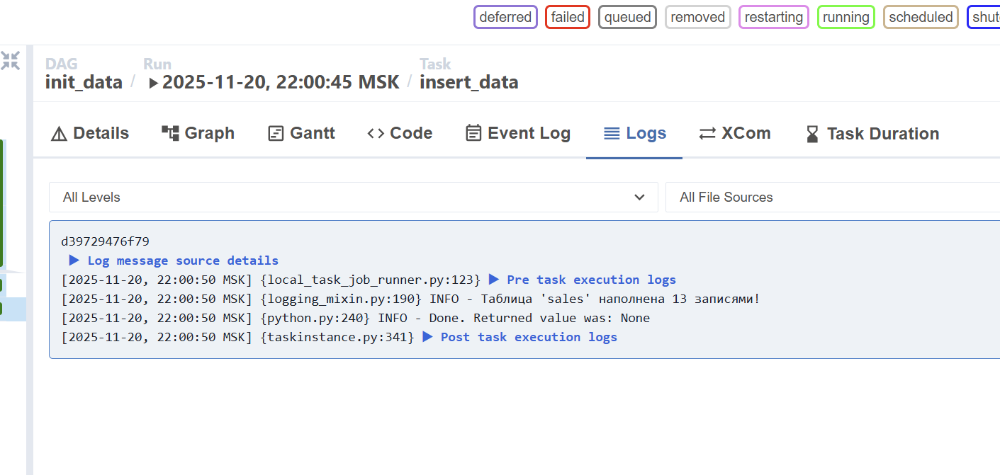 deferred failed queued removed restarting running scheduled shut
DAG Run Task
init_data / 2025-11-20, 22:00:45 MSK / insert_data
Details Graph Gantt Code Event Log Logs XCom Task Duration
All Levels All File Sources
d39729476f79
Log message source details
[2025-11-20, 22:00:50 MSK] {local_task_job_runner.py:123} ▶ Pre task execution logs
[2025-11-20, 22:00:50 MSK] {logging_mixin.py:190} INFO - Таблица 'sales' наполнена 13 записями!
[2025-11-20, 22:00:50 MSK] {python.py:240} INFO - Done. Returned value was: None
[2025-11-20, 22:00:50 MSK] {taskinstance.py:341} ▶ Post task execution logs